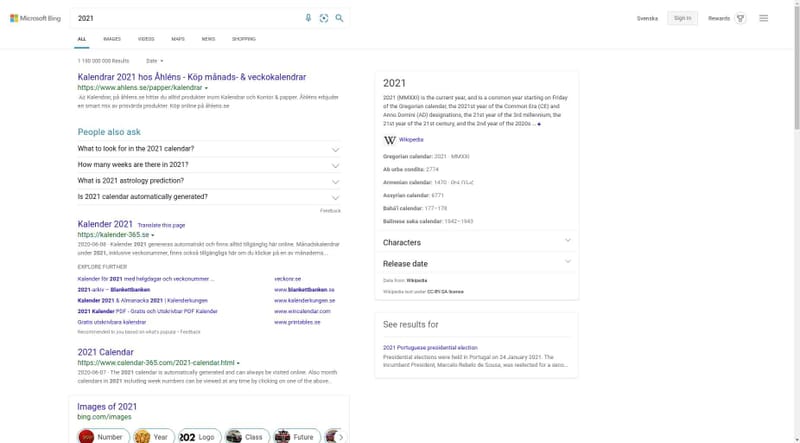 Microsoft Bing
2021
Svenska
Sign in
Rewards
ALL
IMAGES
VIDEOS
MAPS
NEWS
SHOPPING
1 190 000 000 Results
Date
Kalendrar 2021 hos Åhléns - Köp månads- & veckokalendrar
https://www.ahlens.se/papper/kalendrar
Kalendrar, på åhlens.se hittar du alltid produkter inom Kalendrar och Kontor & papper. Åhléns erbjuder
en smart mix av prisvärda produkter. Köp online på åhlens.se
People also ask
What to look for in the 2021 calendar?
How many weeks are there in 2021?
What is 2021 astrology prediction?
Is 2021 calendar automatically generated?
Feedback
Kalender 2021 Translate this page
https://kalender-365.se
2020-06-08 · Kalender 2021 genereras automatiskt och finns alltid tillgänglig här online. Månadskalendrar
under 2021, inklusive veckonummer, finns också tillgängliga här om du klickar på en av månaderna...
EXPLORE FURTHER
Kalender för 2021 med helgdagar och veckonummer ...
veckonr.se
2021-arkiv – Blankettbanken
www.blankettbanken.se
Kalender 2021 & Almanacka 2021 | Kalenderkungen
www.kalenderkungen.se
2021 Kalender PDF - Gratis och Utskrivbar PDF Kalender
www.wincalendar.com
Gratis utskrivbara kalendrar
www.printables.se
Recommended to you based on what's popular • Feedback
2021 Calendar
https://www.calendar-365.com/2021-calendar.html
2020-06-07 · The 2021 calendar is automatically generated and can always be visited online. Also month
calendars in 2021 including week numbers can be viewed at any time by clicking on one of the above...
Images of 2021
bing.com/images
Number
Year
Logo
Class
Future
2021
2021 (MMXXI) is the current year, and is a common year starting on Friday
of the Gregorian calendar, the 2021st year of the Common Era (CE) and
Anno Domini (AD) designations, the 21st year of the 3rd millennium, the
21st year of the 21st century, and the 2nd year of the 2020s ...
W Wikipedia
Gregorian calendar: 2021 · MMXXI
Ab urbe condita: 2774
Armenian calendar: 1470 · ԹՎ ՌՆՀ
Assyrian calendar: 6771
Bahá'í calendar: 177–178
Balinese saka calendar: 1942–1943
Characters
Release date
Data from: Wikipedia
Wikipedia text under CC-BY-SA license
See results for
2021 Portuguese presidential election
Presidential elections were held in Portugal on 24 January 2021. The
incumbent President, Marcelo Rebelo de Sousa, was reelected for a seco...